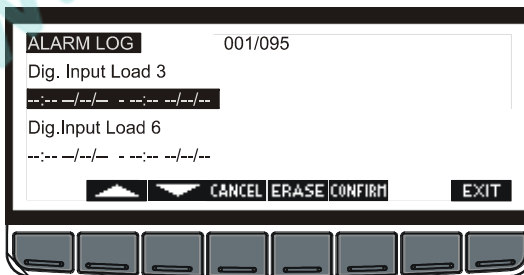 ALARM LOG 001/095
Dig. Input Load 3
--:-- --/--/-- - --:-- --/--/--
Dig.Input Load 6
--:-- --/--/-- - --:-- --/--/--
CANCEL ERASE CONFIRM EXIT